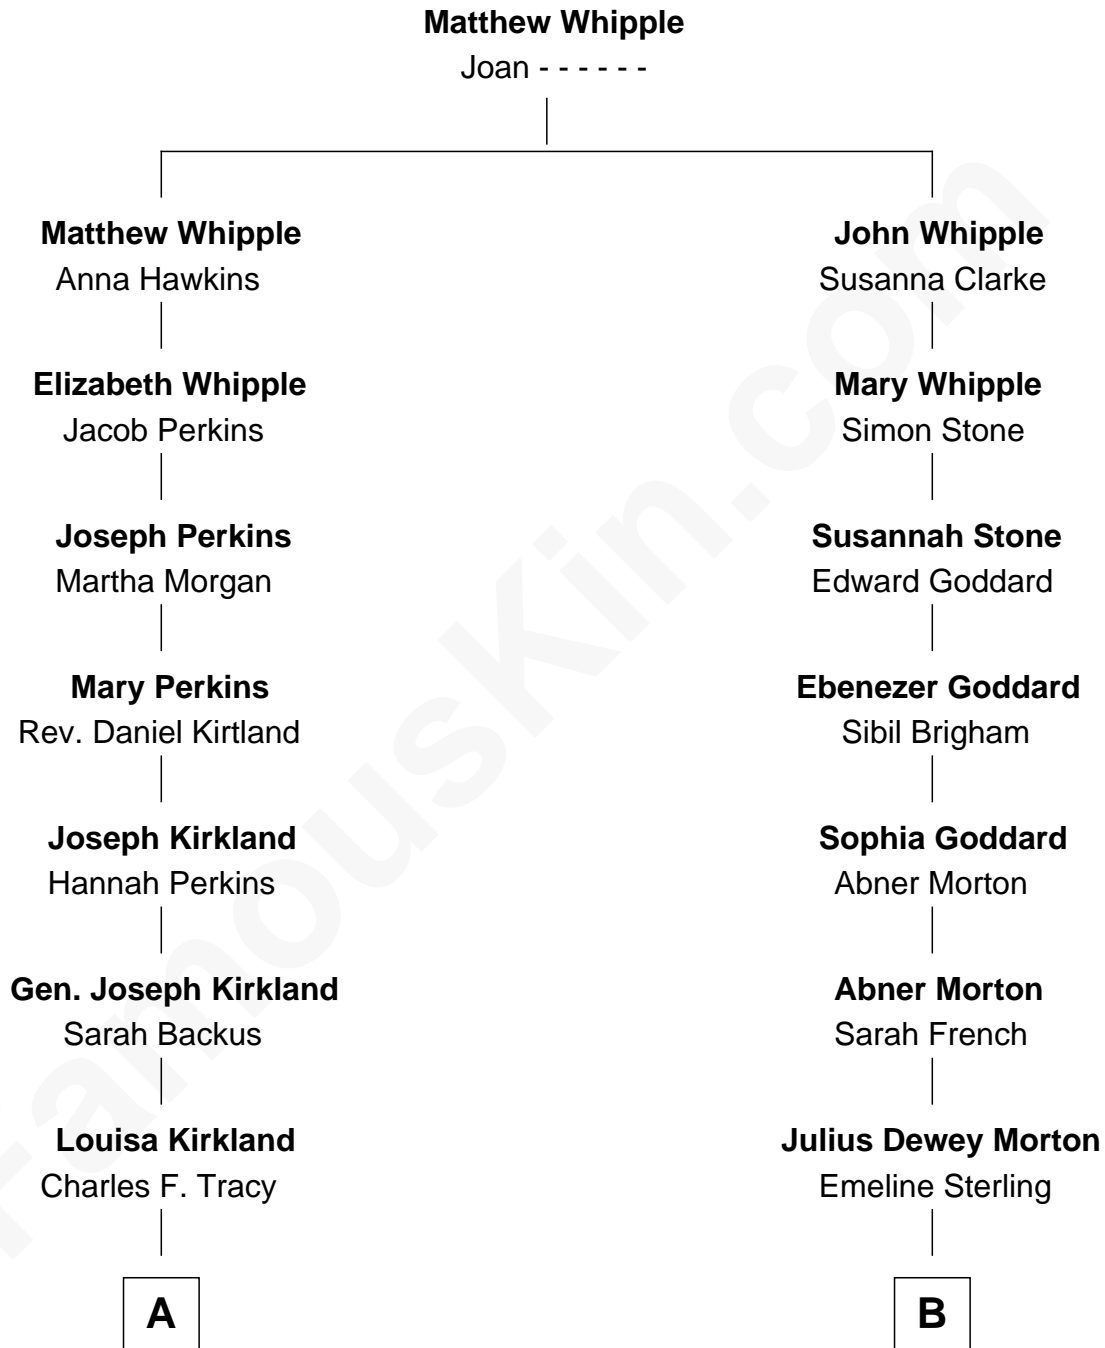 Matthew Whipple
Joan - - - - - -
Matthew Whipple
Anna Hawkins
John Whipple
Susanna Clarke
Elizabeth Whipple
Jacob Perkins
Mary Whipple
Simon Stone
Joseph Perkins
Martha Morgan
Susannah Stone
Edward Goddard
Mary Perkins
Rev. Daniel Kirtland
Ebenezer Goddard
Sibil Brigham
Joseph Kirkland
Hannah Perkins
Sophia Goddard
Abner Morton
Gen. Joseph Kirkland
Sarah Backus
Abner Morton
Sarah French
Louisa Kirkland
Charles F. Tracy
Julius Dewey Morton
Emeline Sterling
A
B
FamousKin.com